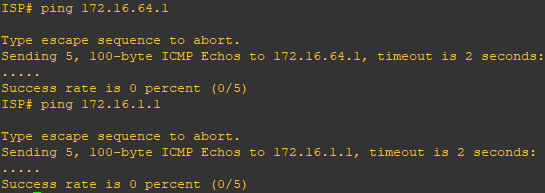 ISP# ping 172.16.64.1
Type escape sequence to abort.
Sending 5, 100-byte ICMP Echos to 172.16.64.1, timeout is 2 seconds:
.....
Success rate is 0 percent (0/5)
ISP# ping 172.16.1.1
Type escape sequence to abort.
Sending 5, 100-byte ICMP Echos to 172.16.1.1, timeout is 2 seconds:
.....
Success rate is 0 percent (0/5)